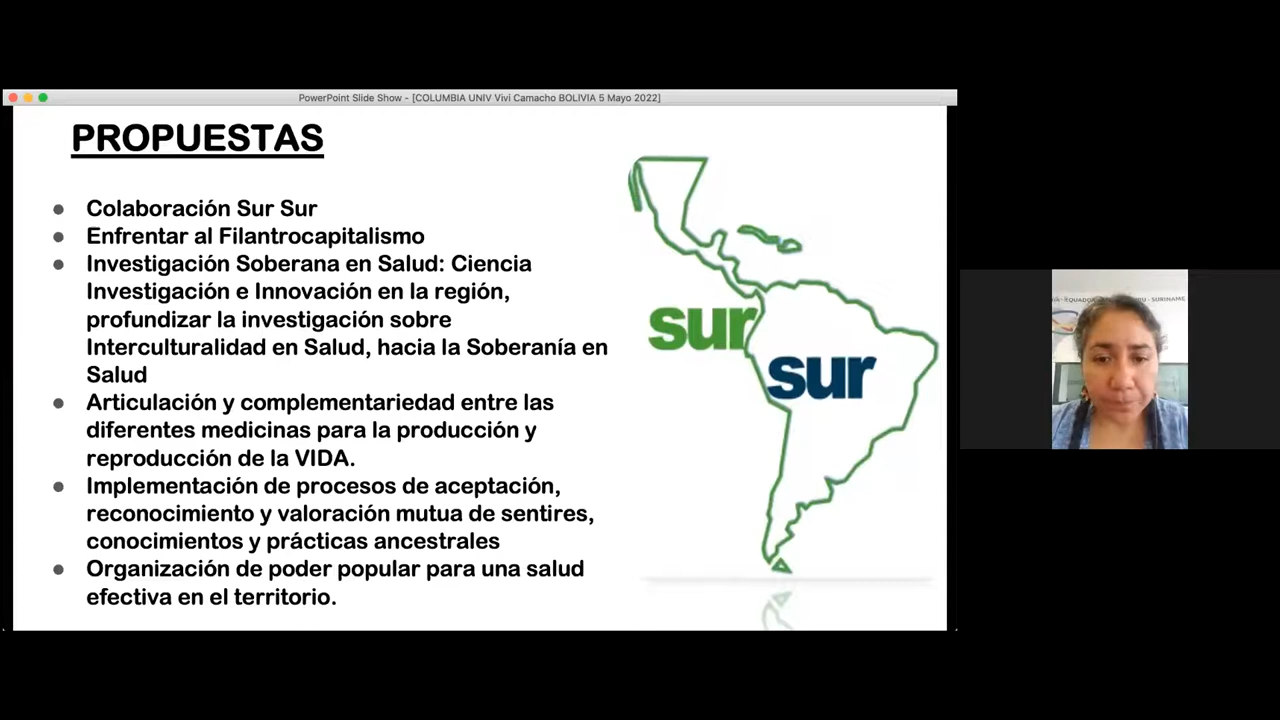 PowerPoint Slide Show - [COLUMBIA UNIV Vivi Camacho BOLIVIA 5 Mayo 2022]
PROPUESTAS
Colaboración Sur Sur
Enfrentar al Filantrocapitalismo
Investigación Soberana en Salud: Ciencia
Investigación e Innovación en la región,
profundizar la investigación sobre
Interculturalidad en Salud, hacia la Soberanía en
Salud
Articulación y complementariedad entre las
diferentes medicinas para la producción y
reproducción de la VIDA.
Implementación de procesos de aceptación,
reconocimiento y valoración mutua de sentires,
conocimientos y prácticas ancestrales
Organización de poder popular para una salud
efectiva en el territorio.
sur
sur
SURINAME